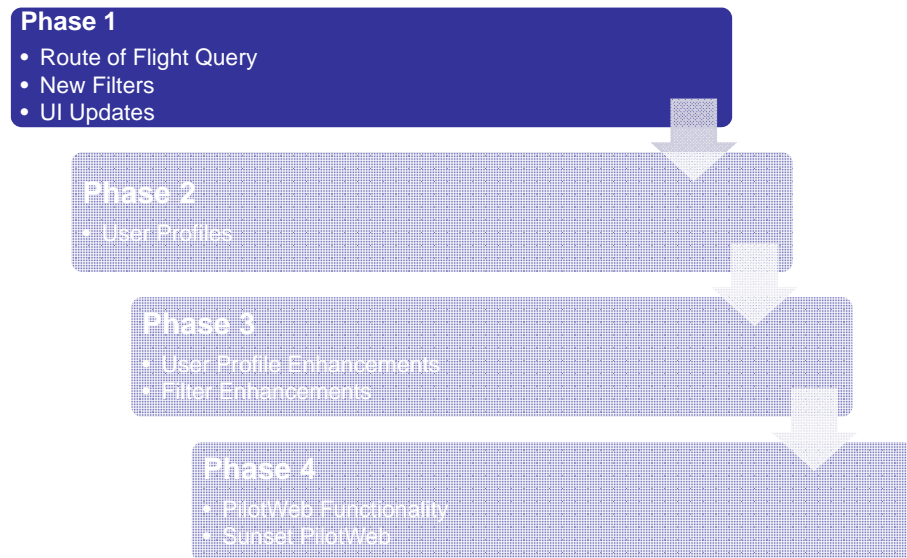 Phase 1
• Route of Flight Query
• New Filters
• UI Updates
Phase 2
• User Profiles
Phase 3
• User Profile Enhancements
• Filter Enhancements
Phase 4
• PilotWeb Functionality
• Sunset PilotWeb